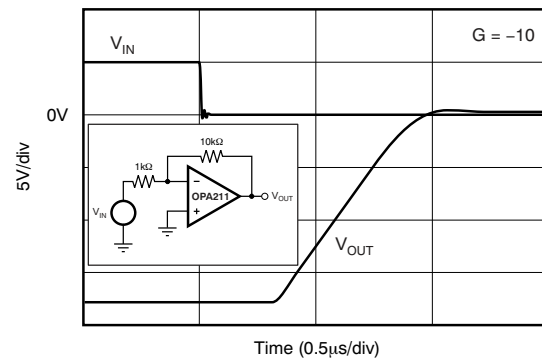 G = −10
V_IN
0V
5V/div
10kΩ
1kΩ
−
OPA211
+
V_OUT
V_IN
V_OUT
Time (0.5μs/div)